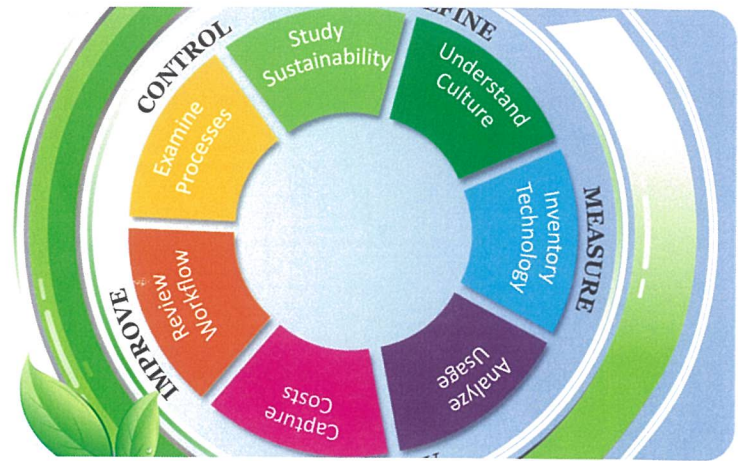 Study
Sustainability
Understand
Culture
MEASURE
Inventory
Technology
Analyze
Usage
Capture
Costs
IMPROVE
Review
Workflow
CONTROL
Examine
Processes